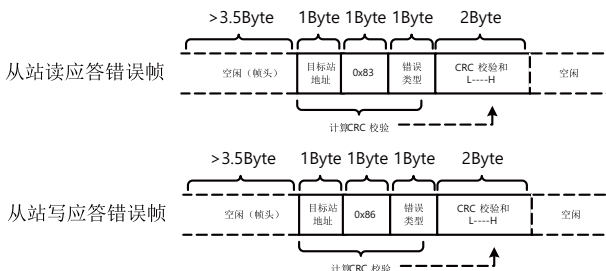 >3.5Byte 1Byte 1Byte 1Byte 2Byte
从站读应答错误帧
空闲（帧头） 目标站地址 0x83 错误类型 CRC 校验和 L----H 空闲
计算CRC 校验
>3.5Byte 1Byte 1Byte 1Byte 2Byte
从站写应答错误帧
空闲（帧头） 目标站地址 0x86 错误类型 CRC 校验和 L----H 空闲
计算CRC 校验